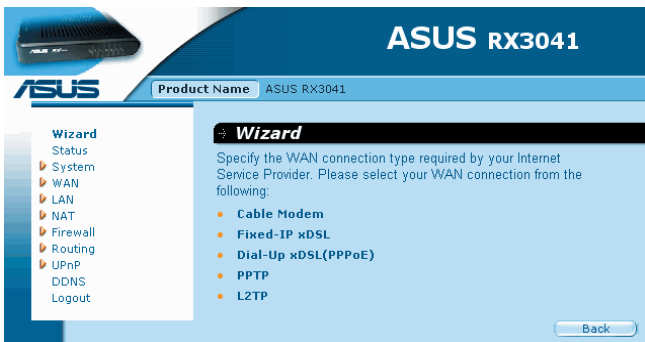 ASUS RX3041
ASUS
Product Name ASUS RX3041
Wizard
Status
System
WAN
LAN
NAT
Firewall
Routing
UPnP
DDNS
Logout
Wizard
Specify the WAN connection type required by your Internet
Service Provider. Please select your WAN connection from the
following:
Cable Modem
Fixed-IP xDSL
Dial-Up xDSL(PPPoE)
PPTP
L2TP
Back